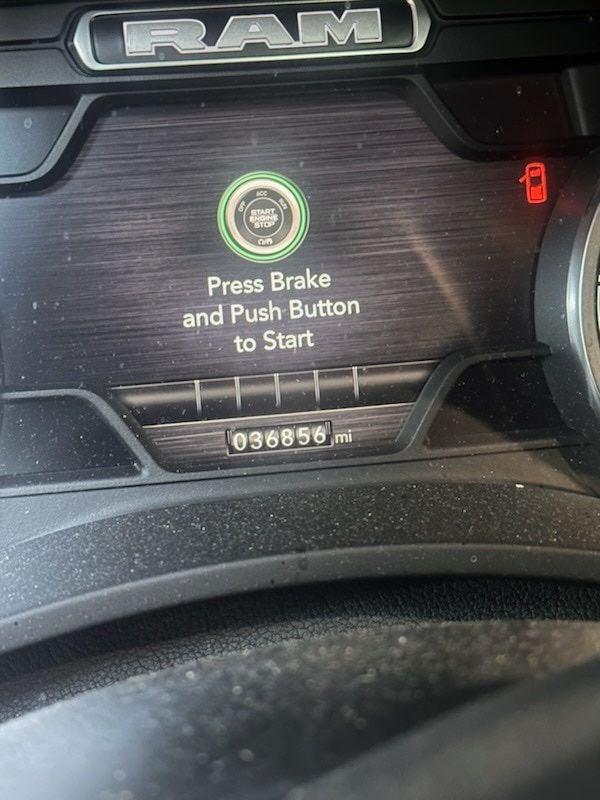 RAM
ACC
OFF
RUN
START
ENGINE
STOP
Press Brake
and Push Button
to Start
036856 mi